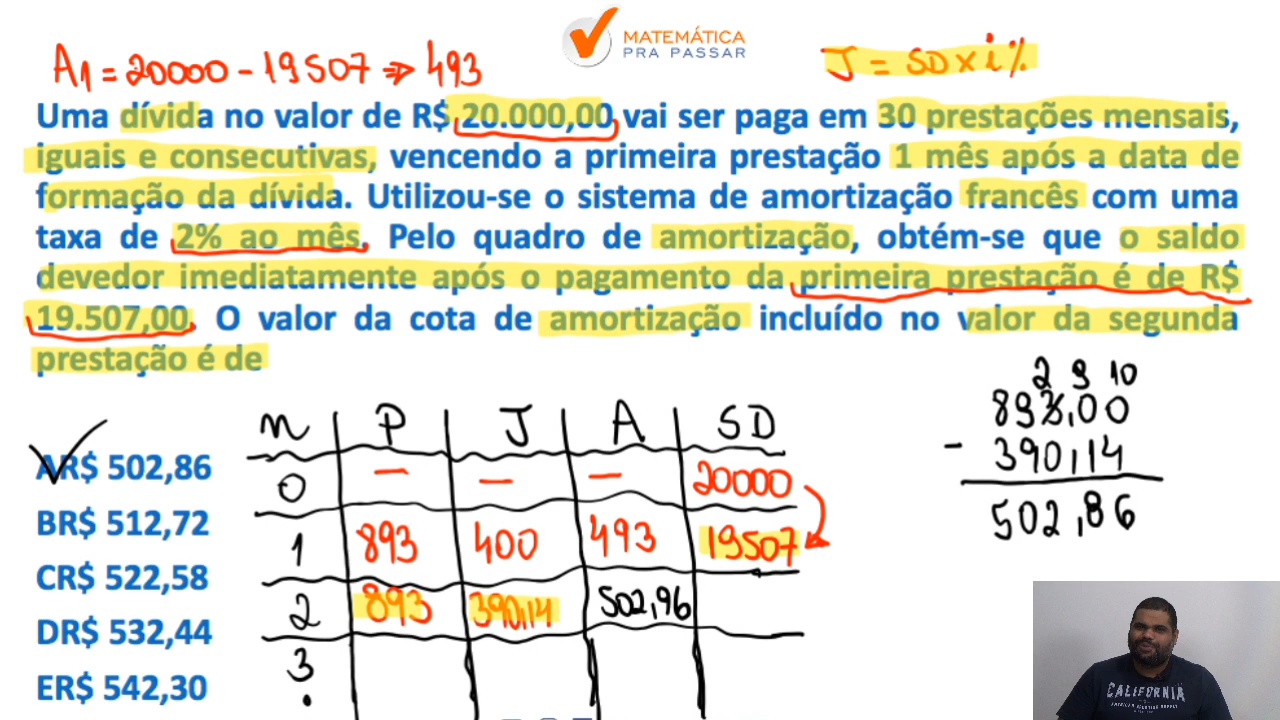 MATEMÁTICA
PRA PASSAR
A1 = 20000 - 19507 => 493
J = SD x i%
Uma dívida no valor de R$ 20.000,00 vai ser paga em 30 prestações mensais,
iguais e consecutivas, vencendo a primeira prestação 1 mês após a data de
formação da dívida. Utilizou-se o sistema de amortização francês com uma
taxa de 2% ao mês. Pelo quadro de amortização, obtém-se que o saldo
devedor imediatamente após o pagamento da primeira prestação é de R$
19.507,00. O valor da cota de amortização incluído no valor da segunda
prestação é de
AR$ 502,86
BR$ 512,72
CR$ 522,58
DR$ 532,44
ER$ 542,30
n P J A SD
0 — — — 20000
1 893 400 493 19507
2 893 390,14 502,96
3
2 9 10
893,00
- 390,14
502,86
CALIFORNIA